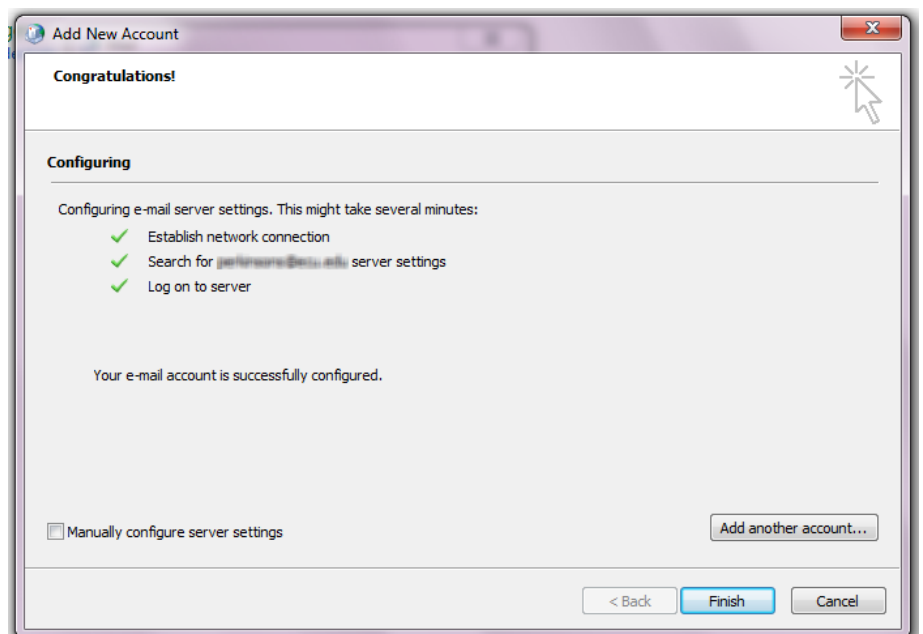 Add New Account
Congratulations!
Configuring
Configuring e-mail server settings. This might take several minutes:
Establish network connection
Search for server settings
Log on to server
Your e-mail account is successfully configured.
Manually configure server settings
Add another account...
< Back
Finish
Cancel